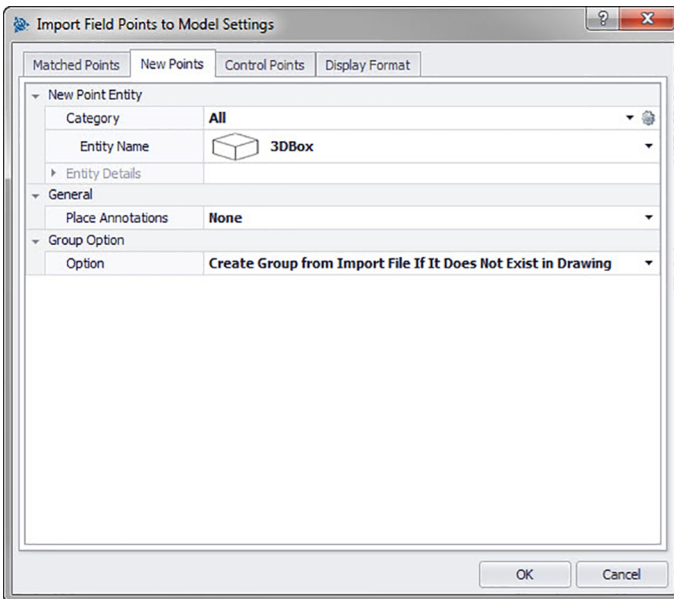 Import Field Points to Model Settings
?
X
Matched Points New Points Control Points Display Format
New Point Entity
Category All
Entity Name 3DBox
Entity Details
General
Place Annotations None
Group Option
Option Create Group from Import File If It Does Not Exist in Drawing
OK Cancel